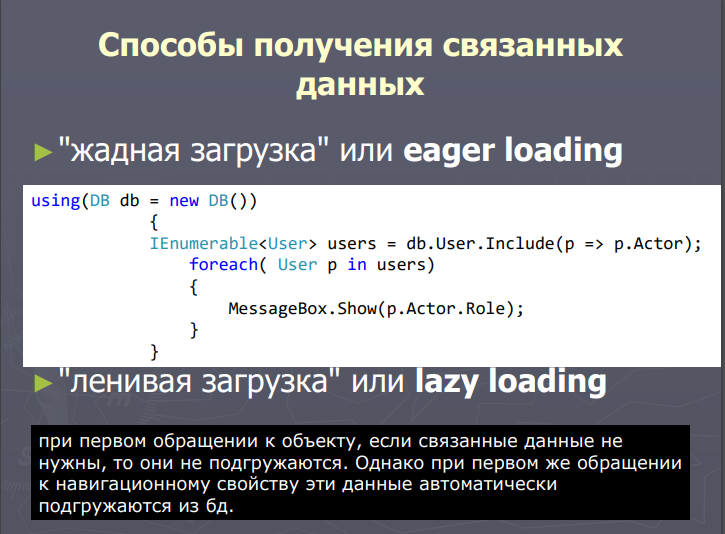 Способы получения связанных
данных
"жадная загрузка" или eager loading
using(DB db = new DB())
{
IEnumerable<User> users = db.User.Include(p => p.Actor);
foreach( User p in users)
{
MessageBox.Show(p.Actor.Role);
}
}
"ленивая загрузка" или lazy loading
при первом обращении к объекту, если связанные данные не
нужны, то они не подгружаются. Однако при первом же обращении
к навигационному свойству эти данные автоматически
подгружаются из бд.